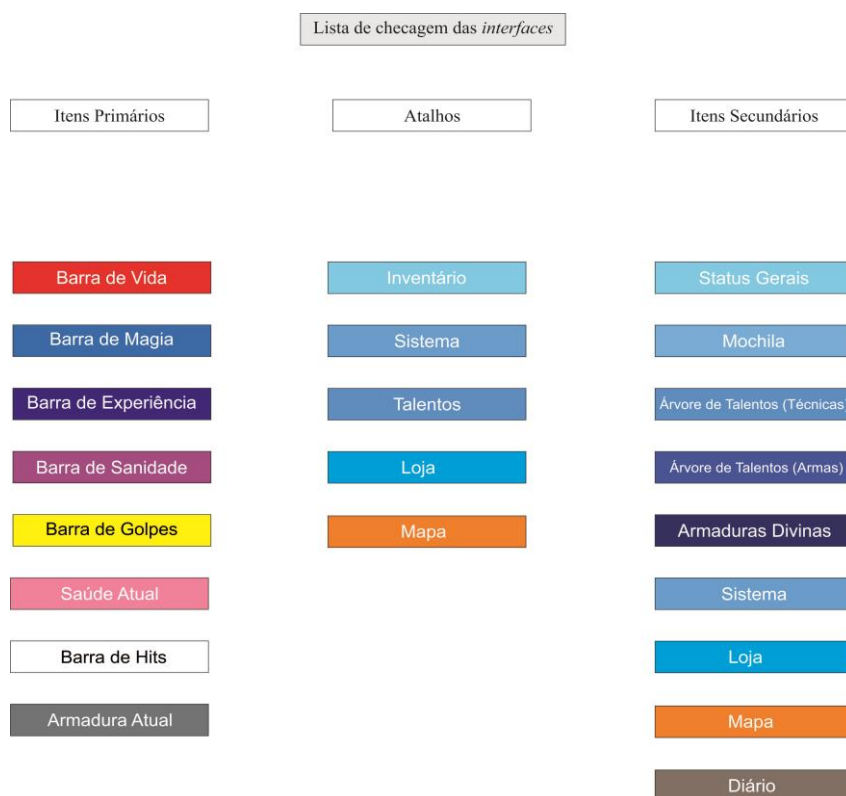 Lista de checagem das interfaces
Itens Primários
Atalhos
Itens Secundários
Barra de Vida
Inventário
Status Gerais
Barra de Magia
Sistema
Mochila
Barra de Experiência
Talentos
Árvore de Talentos (Técnicas)
Barra de Sanidade
Loja
Árvore de Talentos (Armas)
Barra de Golpes
Mapa
Armaduras Divinas
Saúde Atual
Sistema
Barra de Hits
Loja
Armadura Atual
Mapa
Diário